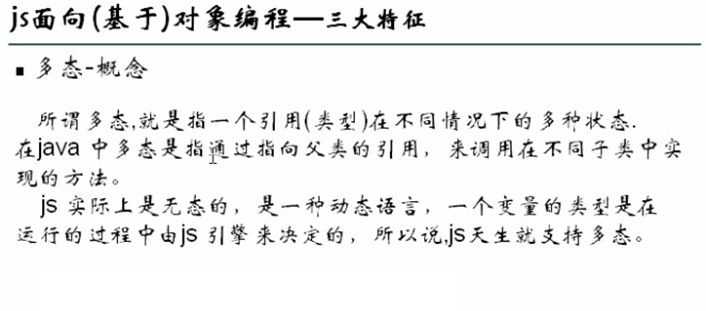 js面向(基于)对象编程—三大特征
■ 多态-概念
所谓多态,就是指一个引用(类型)在不同情况下的多种状态.
在java 中多态是指通过指向父类的引用，来调用在不同子类中实
现的方法。
js 实际上是无态的，是一种动态语言，一个变量的类型是在
运行的过程中由js 引擎来决定的，所以说,js天生就支持多态。